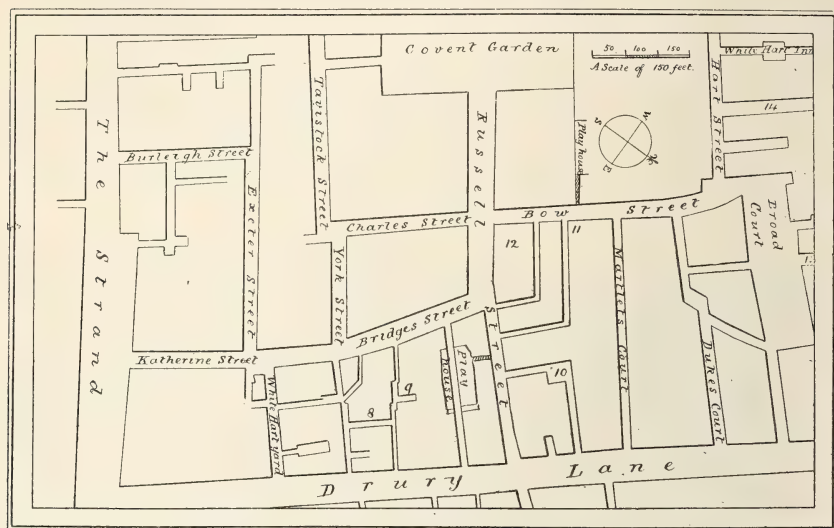 Covent Garden
50 100 150
A Scale of 150 feet.
White Hart Inn
The Strand
Tavistock Street
Russell Street
Playhouse
Hart Street
14
Burleigh Street
Exeter Street
Charles Street
Bow Street
Broad Court
York Street
12
11
Martlets Court
Bridges Street
Katherine Street
White Hart yard
8
9
Play house
10
Dukes Court
Drury Lane